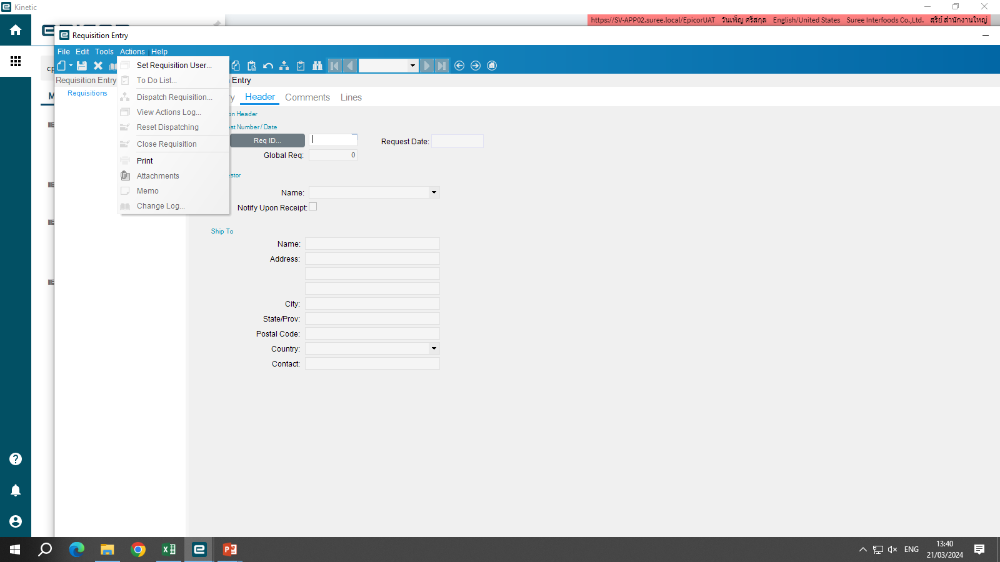 Kinetic
https://SV-APP02.suree.local/EpicorUAT วันเพ็ญ ศรีสกุล English/United States Suree Interfoods Co.,Ltd. สุรีย์ สำนักงานใหญ่
Requisition Entry
File Edit Tools Actions Help
Set Requisition User...
To Do List...
Dispatch Requisition...
View Actions Log...
Reset Dispatching
Close Requisition
Print
Attachments
Memo
Change Log...
Requisition Entry
Entry
Requisitions
Header Comments Lines
Header
Number / Date
Req ID...
Request Date:
Global Req: 0
Name:
Notify Upon Receipt:
Ship To
Name:
Address:
City:
State/Prov:
Postal Code:
Country:
Contact:
ENG
13:40
21/03/2024